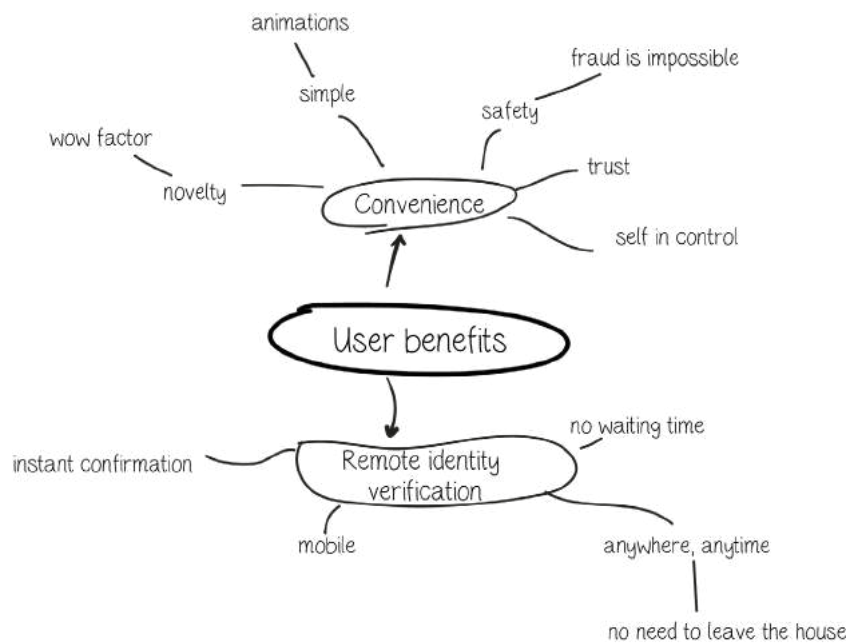 animations
fraud is impossible
simple
safety
wow factor
trust
novelty
Convenience
self in control
User benefits
no waiting time
instant confirmation
Remote identity
verification
mobile
anywhere, anytime
no need to leave the house